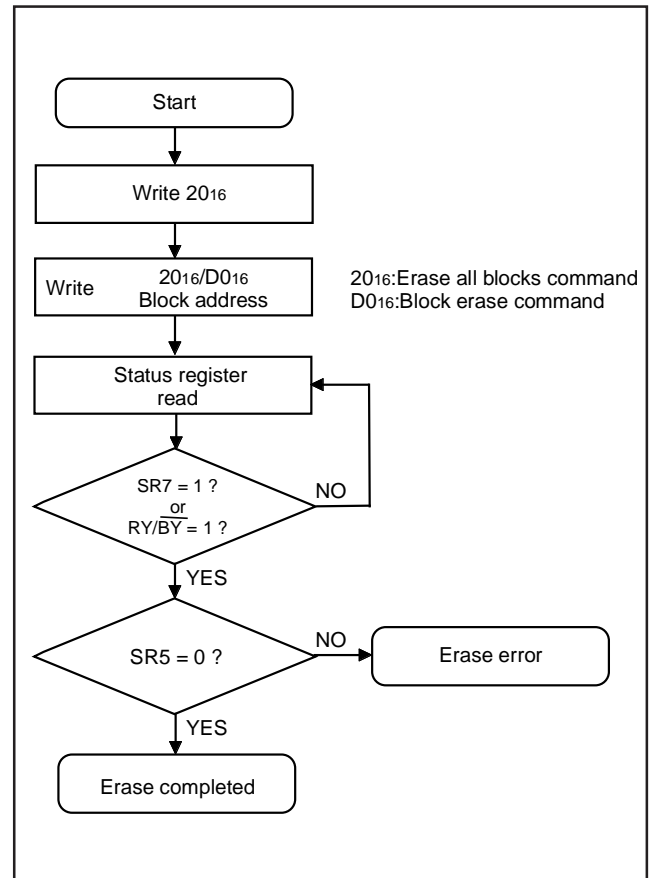 Start
Write 2016
Write
2016/D016
Block address
2016:Erase all blocks command
D016:Block erase command
Status register
read
SR7 = 1 ?
or
RY/BY = 1 ?
NO
YES
SR5 = 0 ?
NO
Erase error
YES
Erase completed